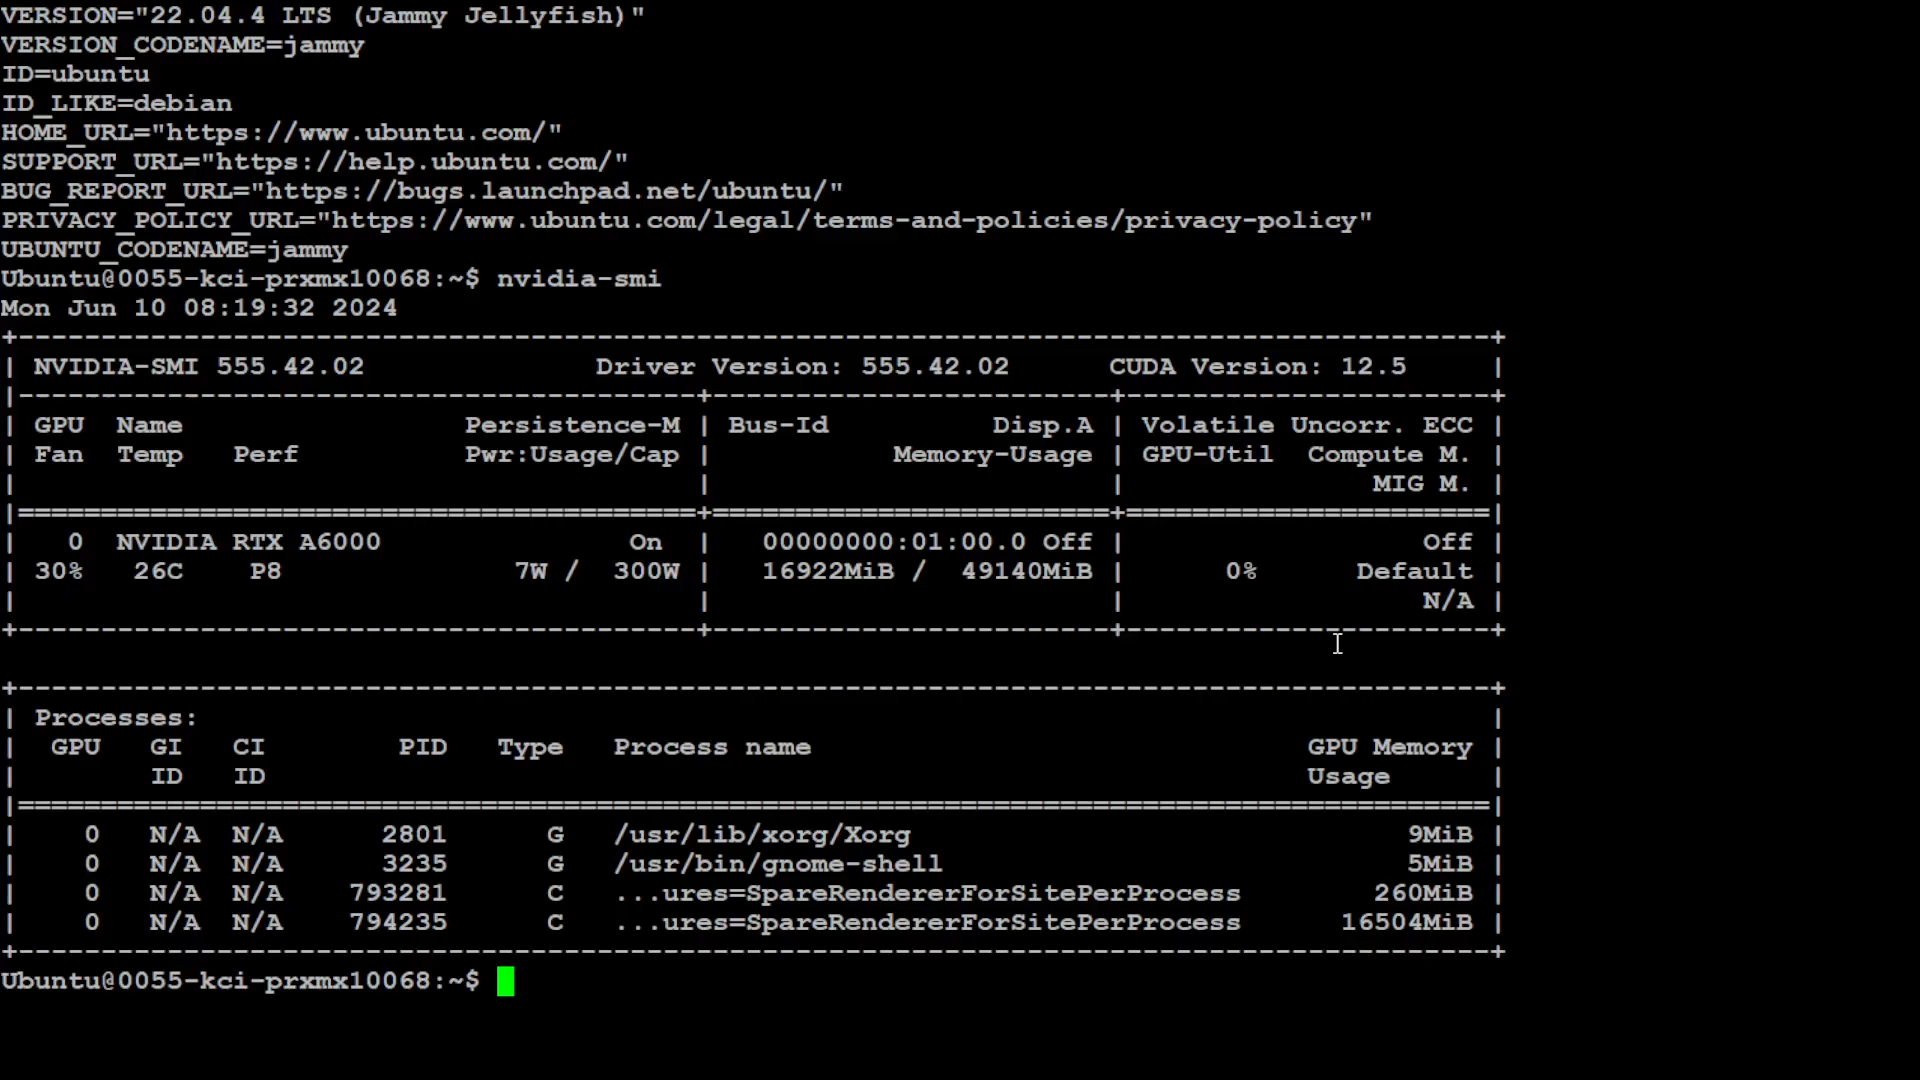 VERSION="22.04.4 LTS (Jammy Jellyfish)"
VERSION_CODENAME=jammy
ID=ubuntu
ID_LIKE=debian
HOME_URL="https://www.ubuntu.com/"
SUPPORT_URL="https://help.ubuntu.com/"
BUG_REPORT_URL="https://bugs.launchpad.net/ubuntu/"
PRIVACY_POLICY_URL="https://www.ubuntu.com/legal/terms-and-policies/privacy-policy"
UBUNTU_CODENAME=jammy
Ubuntu@0055-kci-prxmx10068:~$ nvidia-smi
Mon Jun 10 08:19:32 2024
+-----------------------------------------------------------------------------------------+
| NVIDIA-SMI 555.42.02              Driver Version: 555.42.02      CUDA Version: 12.5     |
|-----------------------------------------+------------------------+----------------------+
| GPU  Name                 Persistence-M | Bus-Id          Disp.A | Volatile Uncorr. ECC |
| Fan  Temp   Perf          Pwr:Usage/Cap |           Memory-Usage | GPU-Util  Compute M. |
|                                         |                        |               MIG M. |
|=========================================+========================+======================|
|   0  NVIDIA RTX A6000               On  |   00000000:01:00.0 Off |                  Off |
| 30%   26C    P8              7W /  300W |   16922MiB /  49140MiB |      0%      Default |
|                                         |                        |                  N/A |
+-----------------------------------------+------------------------+----------------------+
+-----------------------------------------------------------------------------------------+
| Processes:                                                                              |
|  GPU   GI   CI        PID   Type   Process name                              GPU Memory |
|        ID   ID                                                               Usage      |
|=========================================================================================|
|    0   N/A  N/A      2801      G   /usr/lib/xorg/Xorg                              9MiB |
|    0   N/A  N/A      3235      G   /usr/bin/gnome-shell                            5MiB |
|    0   N/A  N/A    793281      C   ...ures=SpareRendererForSitePerProcess        260MiB |
|    0   N/A  N/A    794235      C   ...ures=SpareRendererForSitePerProcess      16504MiB |
+-----------------------------------------------------------------------------------------+
Ubuntu@0055-kci-prxmx10068:~$